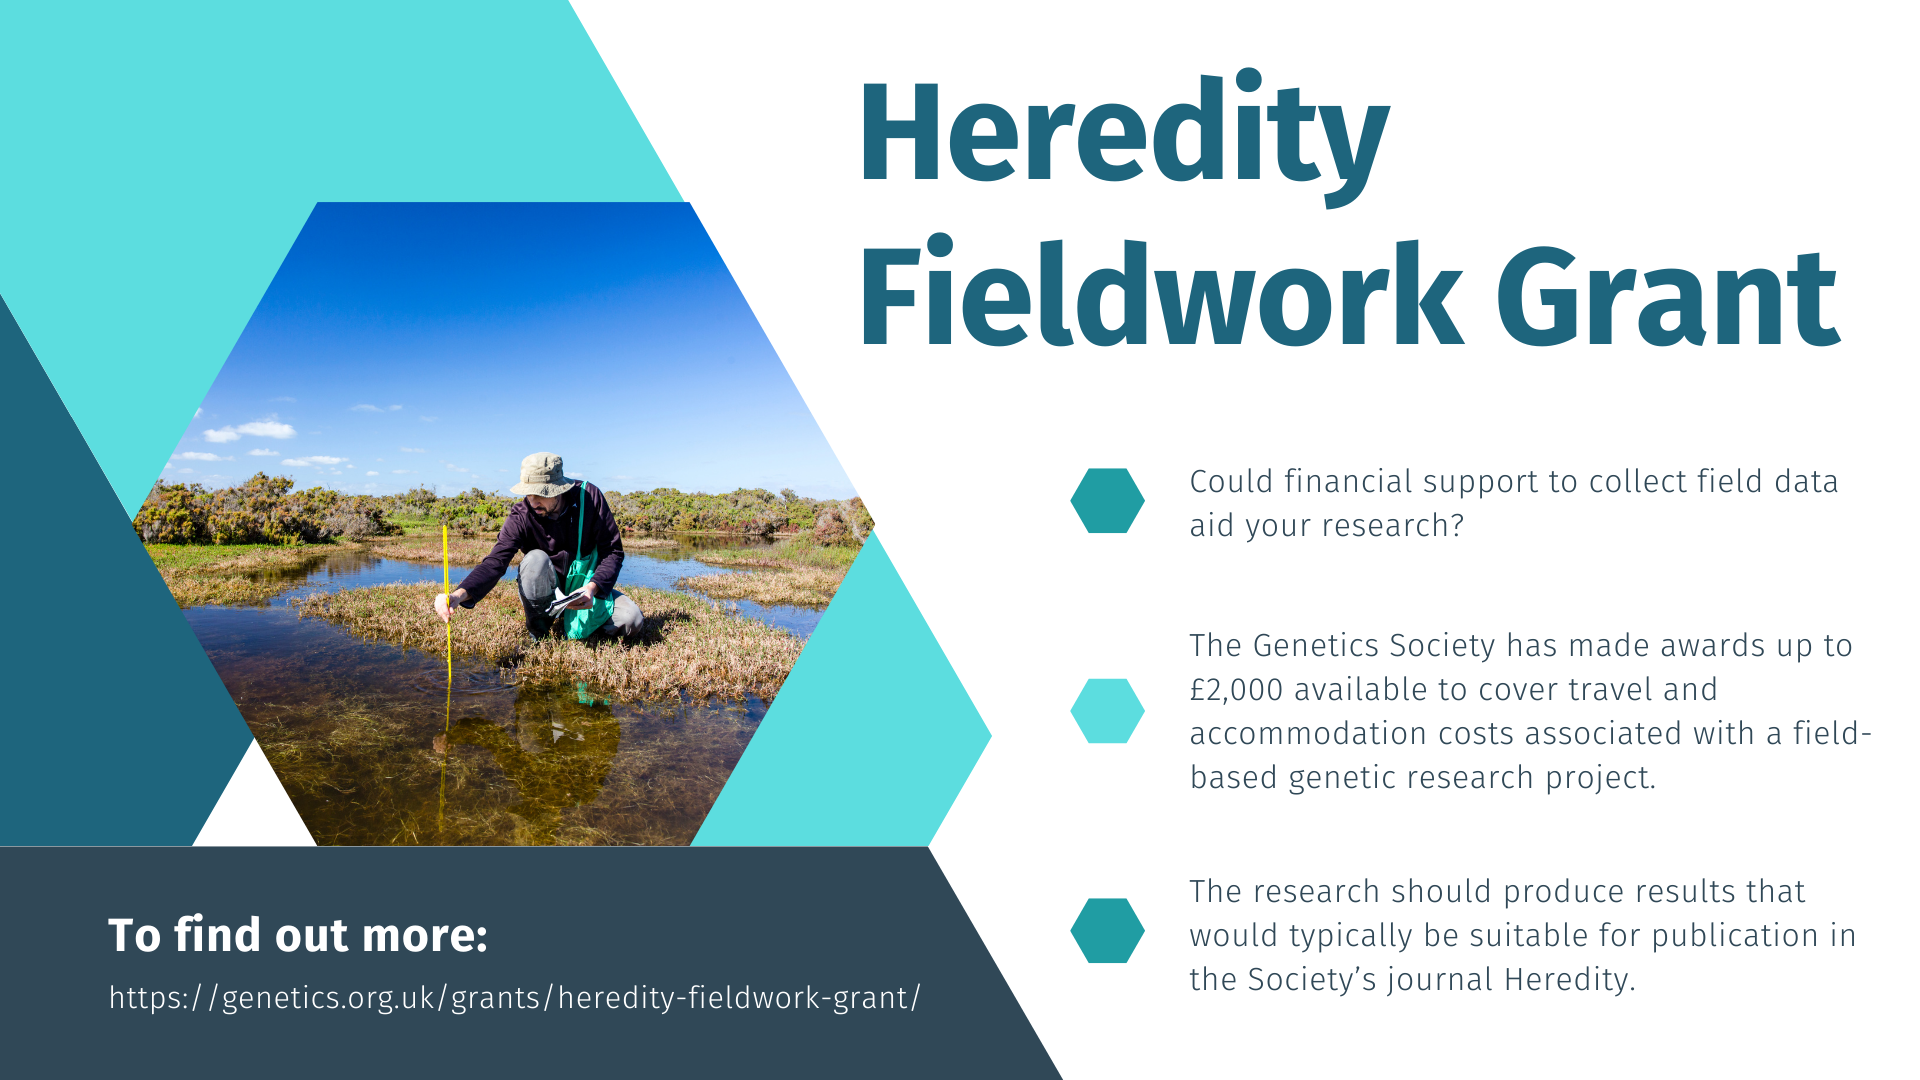 Heredity
Fieldwork Grant
Could financial support to collect field data
aid your research?
The Genetics Society has made awards up to
£2,000 available to cover travel and
accommodation costs associated with a field-
based genetic research project.
The research should produce results that
would typically be suitable for publication in
the Society’s journal Heredity.
To find out more:
https://genetics.org.uk/grants/heredity-fieldwork-grant/